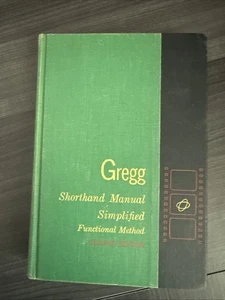 Gregg
Shorthand Manual
Simplified
Functional Method